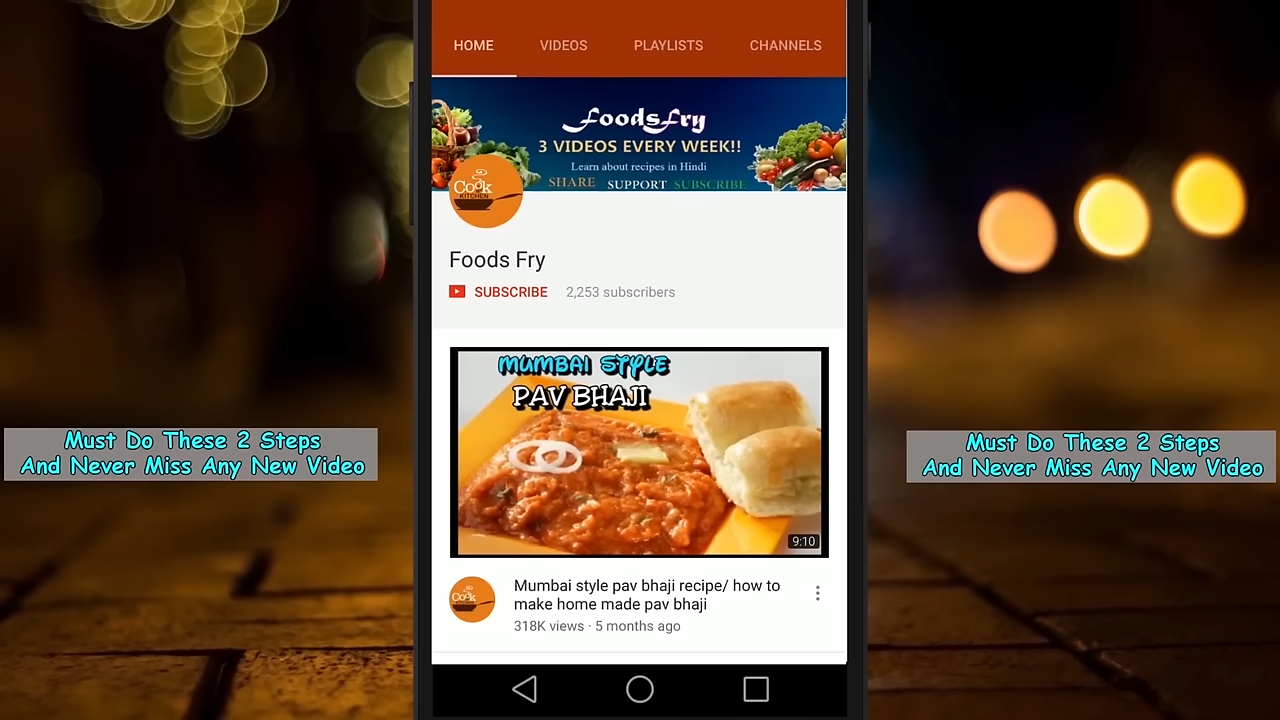 HOME VIDEOS PLAYLISTS CHANNELS
FoodsFry
3 VIDEOS EVERY WEEK!!
Learn about recipes in Hindi
SHARE SUPPORT SUBSCRIBE
Cook
KITCHEN
Foods Fry
SUBSCRIBE 2,253 subscribers
MUMBAI STYLE
PAV BHAJI
9:10
Cook
Mumbai style pav bhaji recipe/ how to
make home made pav bhaji
318K views · 5 months ago
Must Do These 2 Steps
And Never Miss Any New Video
Must Do These 2 Steps
And Never Miss Any New Video